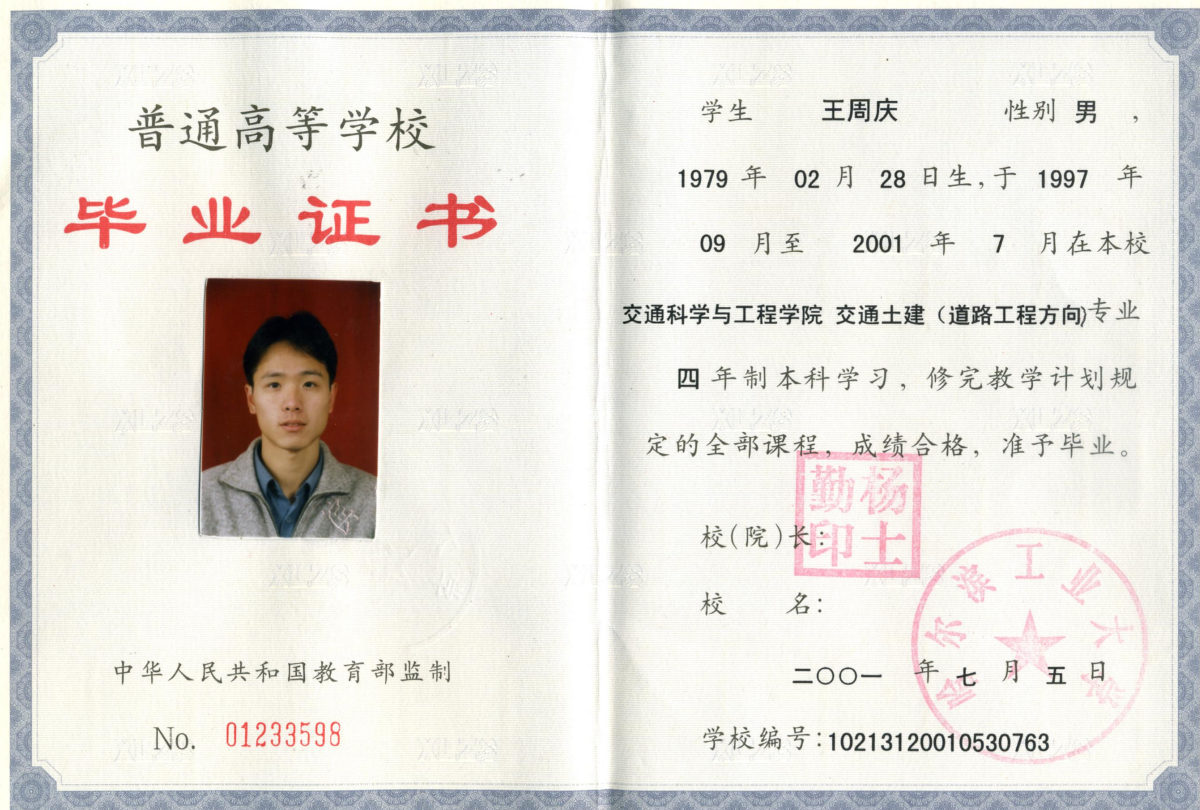 普通高等学校
毕业证书
中华人民共和国教育部监制
No. 01233598
学生 王周庆 性别 男 ，
1979 年 02 月 28 日生，于 1997 年
09 月至 2001 年 7 月在本校
交通科学与工程学院 交通土建（道路工程方向）专业
四 年制本科学习，修完教学计划规
定的全部课程，成绩合格，准予毕业。
校（院）长：
杨士勤印
校 名：
哈尔滨工业大学
二〇〇一 年 七 月 五 日
学校编号：10213120010530763